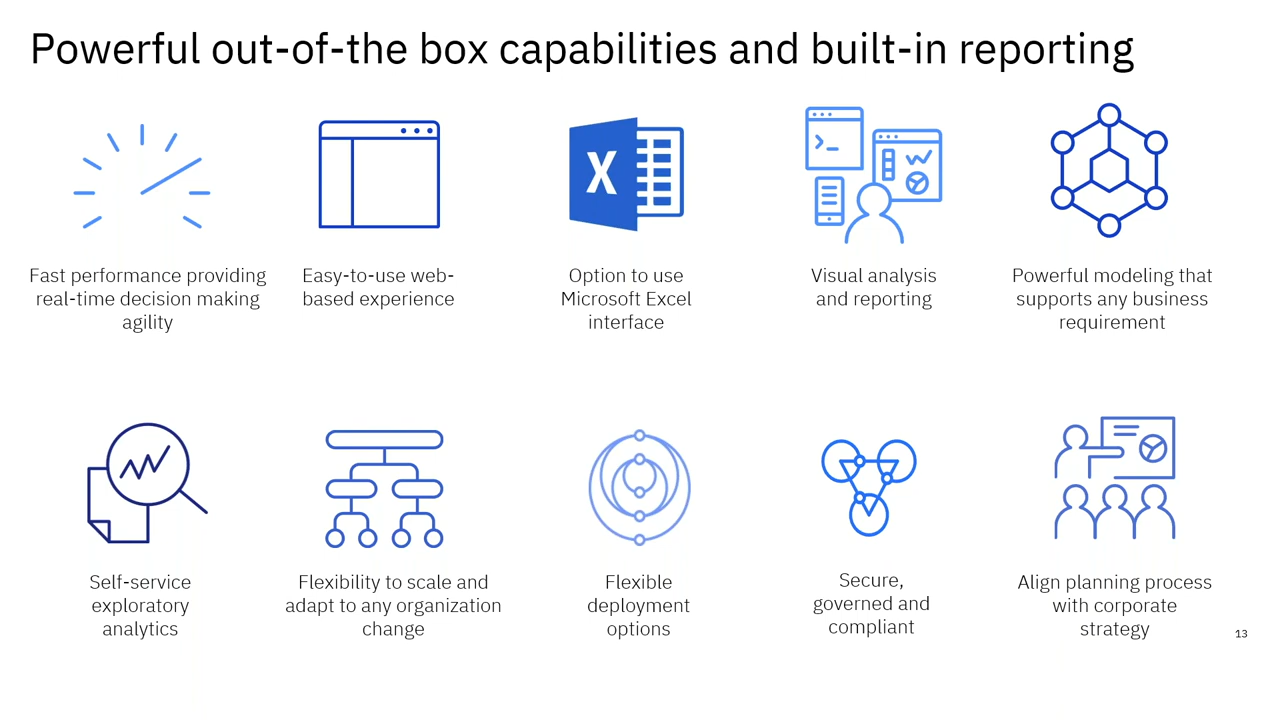 Powerful out-of-the box capabilities and built-in reporting
X
Fast performance providing
real-time decision making
agility
Easy-to-use web-
based experience
Option to use
Microsoft Excel
interface
Visual analysis
and reporting
Powerful modeling that
supports any business
requirement
Self-service
exploratory
analytics
Flexibility to scale and
adapt to any organization
change
Flexible
deployment
options
Secure,
governed and
compliant
Align planning process
with corporate
strategy
13